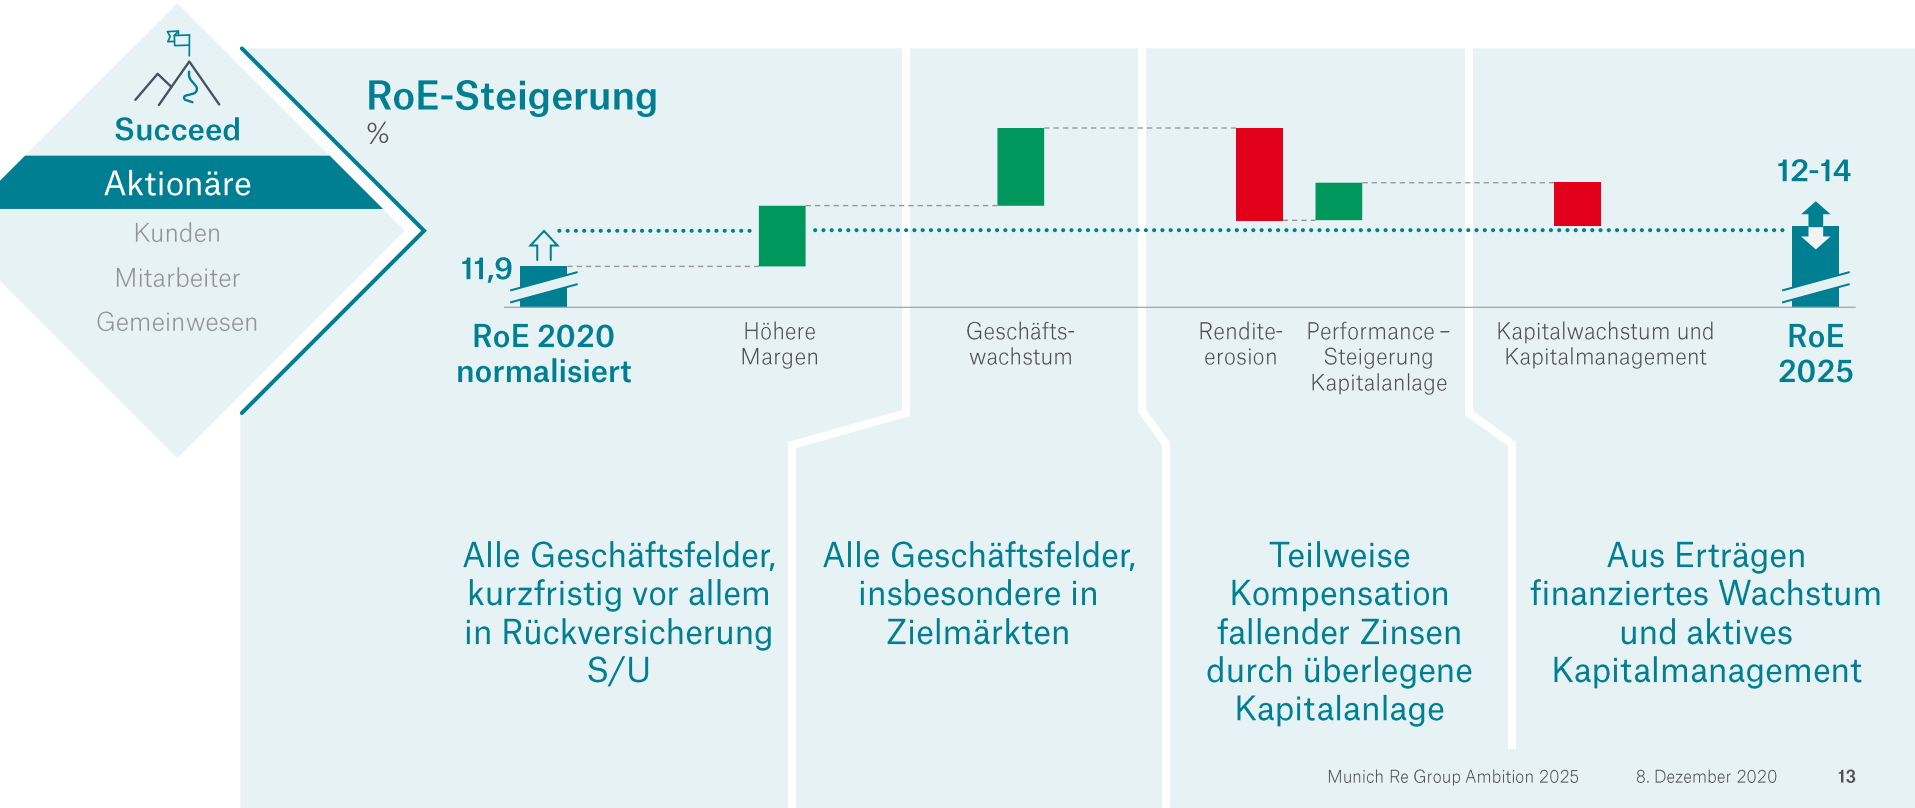 Succeed
Aktionäre
Kunden
Mitarbeiter
Gemeinwesen
RoE-Steigerung
%
11,9
12-14
RoE 2020
normalisiert
Höhere
Margen
Geschäfts-
wachstum
Rendite-
erosion
Performance –
Steigerung
Kapitalanlage
Kapitalwachstum und
Kapitalmanagement
RoE
2025
Alle Geschäftsfelder,
kurzfristig vor allem
in Rückversicherung
S/U
Alle Geschäftsfelder,
insbesondere in
Zielmärkten
Teilweise
Kompensation
fallender Zinsen
durch überlegene
Kapitalanlage
Aus Erträgen
finanziertes Wachstum
und aktives
Kapitalmanagement
Munich Re Group Ambition 2025 8. Dezember 2020 13